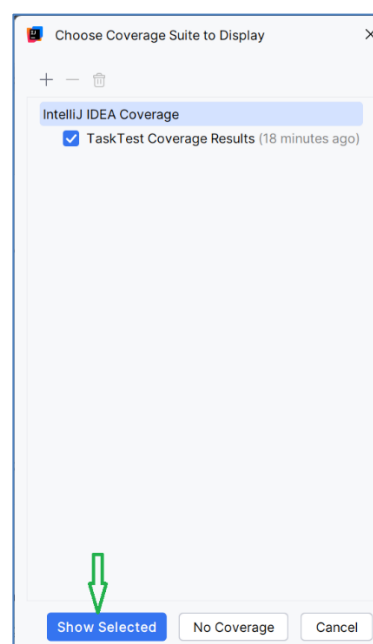 Choose Coverage Suite to Display
IntelliJ IDEA Coverage
TaskTest Coverage Results (18 minutes ago)
Show Selected
No Coverage
Cancel